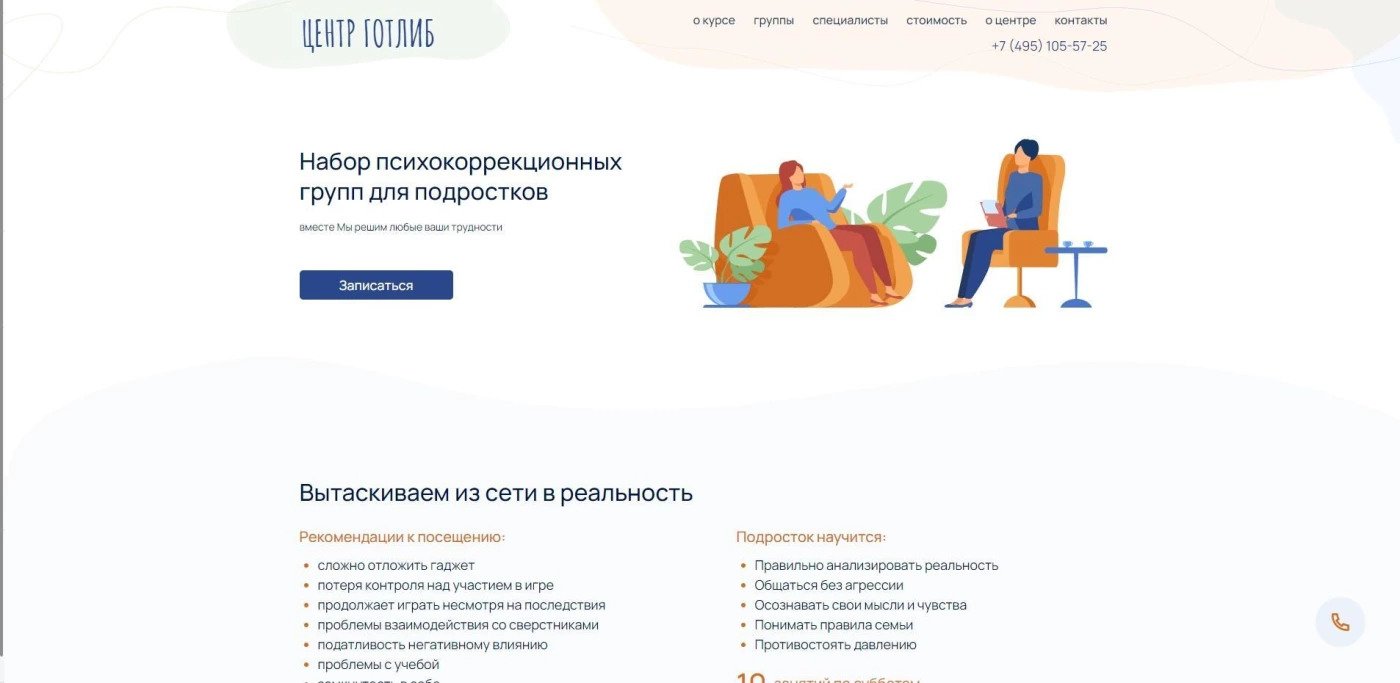 ЦЕНТР ГОТЛИБ
о курсе группы специалисты стоимость о центре контакты
+7 (495) 105-57-25
Набор психокоррекционных
групп для подростков
вместе Мы решим любые ваши трудности
Записаться
Вытаскиваем из сети в реальность
Рекомендации к посещению:
сложно отложить гаджет
потеря контроля над участием в игре
продолжает играть несмотря на последствия
проблемы взаимодействия со сверстниками
податливость негативному влиянию
проблемы с учебой
Подросток научится:
Правильно анализировать реальность
Общаться без агрессии
Осознавать свои мысли и чувства
Понимать правила семьи
Противостоять давлению
занятий по субботам